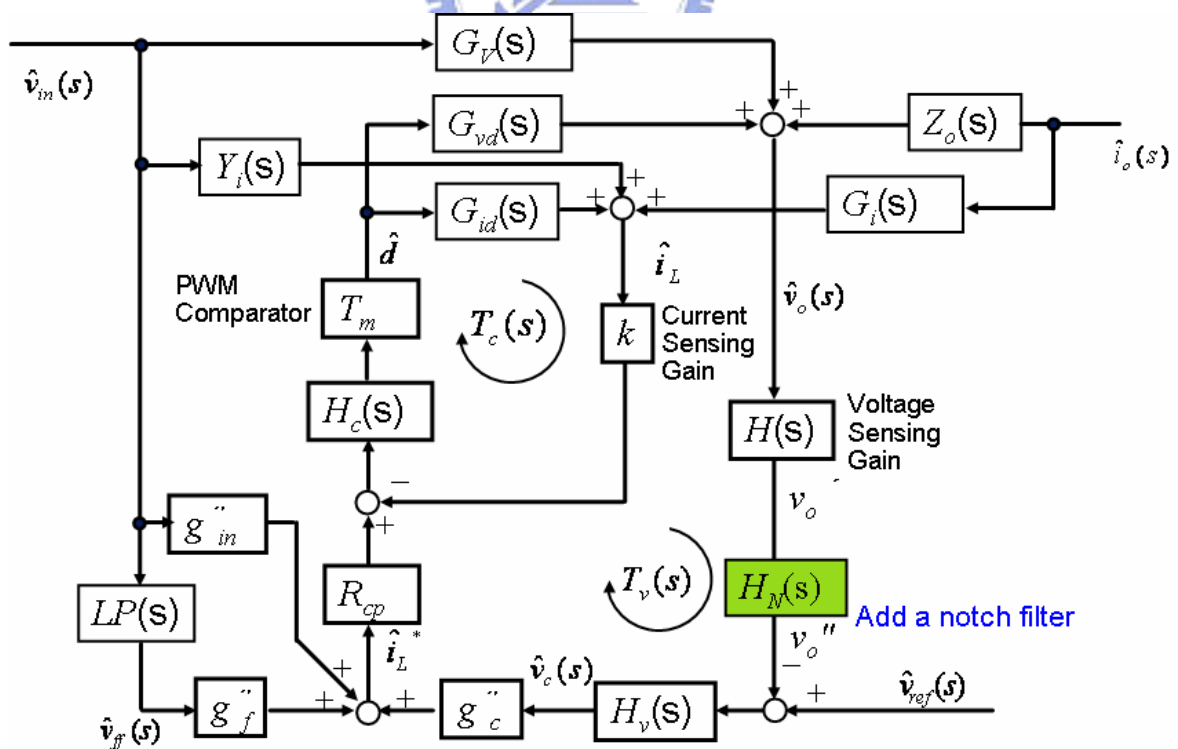 G_V(s)
v̂_in(s)
+
G_vd(s)
+
+
Z_o(s)
Y_i(s)
î_o(s)
+
G_id(s)
+
+
G_i(s)
d̂
î_L
PWM
Comparator
T_m
T_c(s)
k
Current
Sensing
Gain
v̂_o(s)
H_c(s)
H(s)
Voltage
Sensing
Gain
−
v_o′
+
g″_in
R_cp
T_v(s)
H_N(s)
LP(s)
Add a notch filter
î_L*
v_o"
+
−
v̂_c(s)
v̂_ref(s)
+
+
+
g″_f
g″_c
H_v(s)
v̂_ff(s)